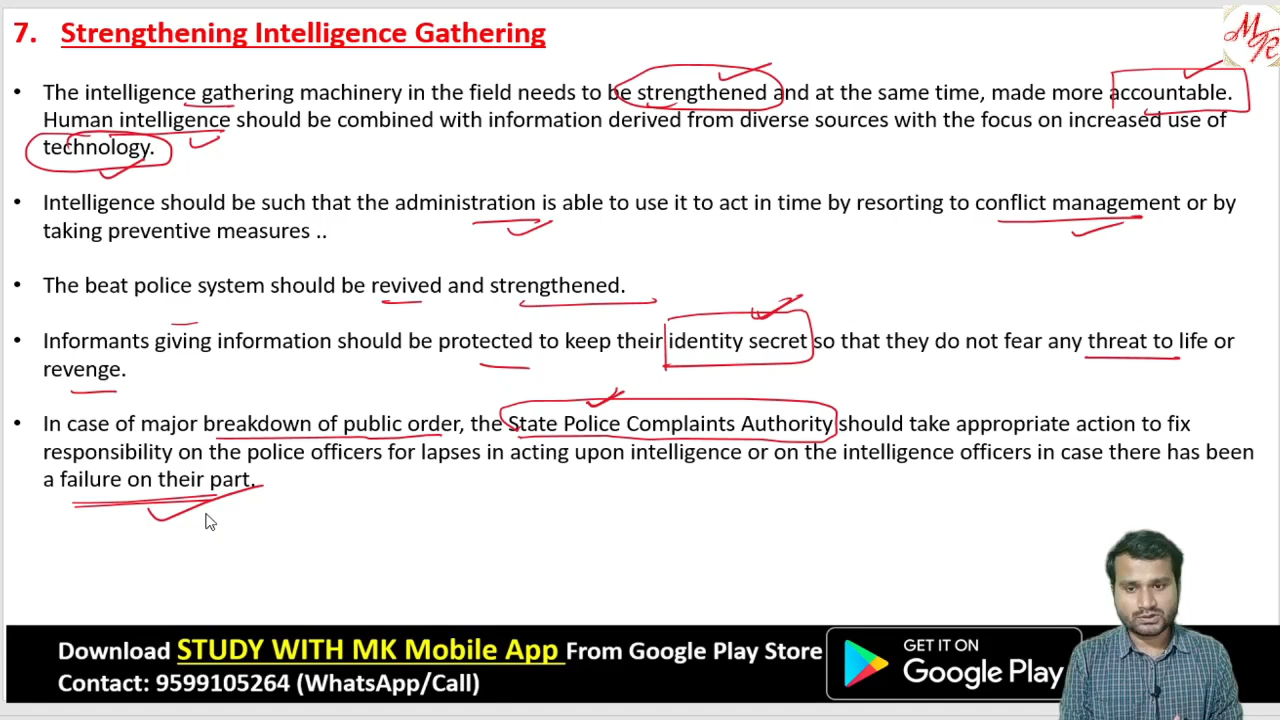 7. Strengthening Intelligence Gathering
MK
• The intelligence gathering machinery in the field needs to be strengthened and at the same time, made more accountable.
Human intelligence should be combined with information derived from diverse sources with the focus on increased use of
technology.
• Intelligence should be such that the administration is able to use it to act in time by resorting to conflict management or by
taking preventive measures ..
• The beat police system should be revived and strengthened.
• Informants giving information should be protected to keep their identity secret so that they do not fear any threat to life or
revenge.
• In case of major breakdown of public order, the State Police Complaints Authority should take appropriate action to fix
responsibility on the police officers for lapses in acting upon intelligence or on the intelligence officers in case there has been
a failure on their part.
Download STUDY WITH MK Mobile App From Google Play Store
Contact: 9599105264 (WhatsApp/Call)
GET IT ON
Google Play